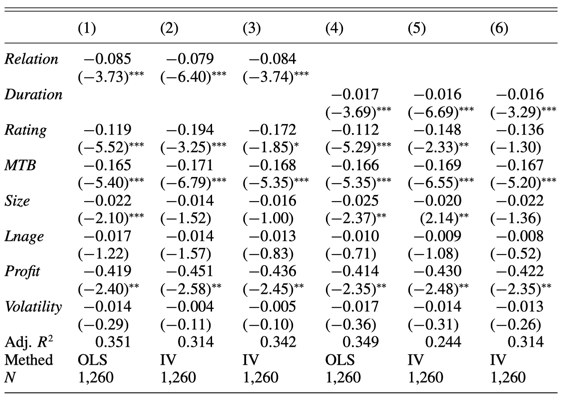 (1) (2) (3) (4) (5) (6)
Relation −0.085 −0.079 −0.084
(−3.73)*** (−6.40)*** (−3.74)***
Duration −0.017 −0.016 −0.016
(−3.69)*** (−6.69)*** (−3.29)***
Rating −0.119 −0.194 −0.172 −0.112 −0.148 −0.136
(−5.52)*** (−3.25)*** (−1.85)* (−5.29)*** (−2.33)** (−1.30)
MTB −0.165 −0.171 −0.168 −0.166 −0.169 −0.167
(−5.40)*** (−6.79)*** (−5.35)*** (−5.35)*** (−6.55)*** (−5.20)***
Size −0.022 −0.014 −0.016 −0.025 −0.020 −0.022
(−2.10)*** (−1.52) (−1.00) (−2.37)** (2.14)** (−1.36)
Lnage −0.017 −0.014 −0.013 −0.010 −0.009 −0.008
(−1.22) (−1.57) (−0.83) (−0.71) (−1.08) (−0.52)
Profit −0.419 −0.451 −0.436 −0.414 −0.430 −0.422
(−2.40)** (−2.58)** (−2.45)** (−2.35)** (−2.48)** (−2.35)**
Volatility −0.014 −0.004 −0.005 −0.017 −0.014 −0.013
(−0.29) (−0.11) (−0.10) (−0.36) (−0.31) (−0.26)
Adj. R² 0.351 0.314 0.342 0.349 0.244 0.314
Methed OLS IV IV OLS IV IV
N 1,260 1,260 1,260 1,260 1,260 1,260